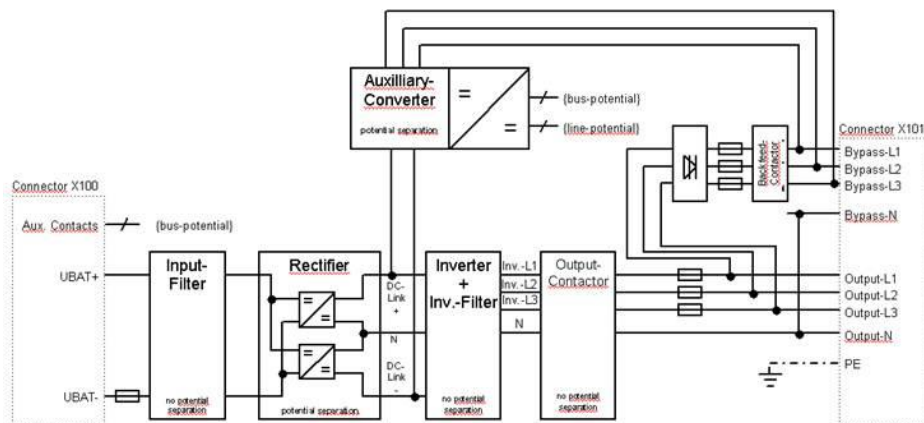 Auxilliary-
Converter
potential separation
=
=
(bus-potential)
(line-potential)
Connector X101
Backfeed-
Contactor
Bypass-L1
Bypass-L2
Bypass-L3
Bypass-N
Connector X100
Aux. Contacts
(bus-potential)
UBAT+
UBAT-
Input-
Filter
no potential
separation
Rectifier
=
=
=
=
potential separation
DC-
Link
+
N
DC-
Link
-
Inverter
+
Inv.-Filter
no potential
separation
Inv.-L1
Inv.-L2
Inv.-L3
N
Output-
Contactor
no potential
separation
Output-L1
Output-L2
Output-L3
Output-N
PE